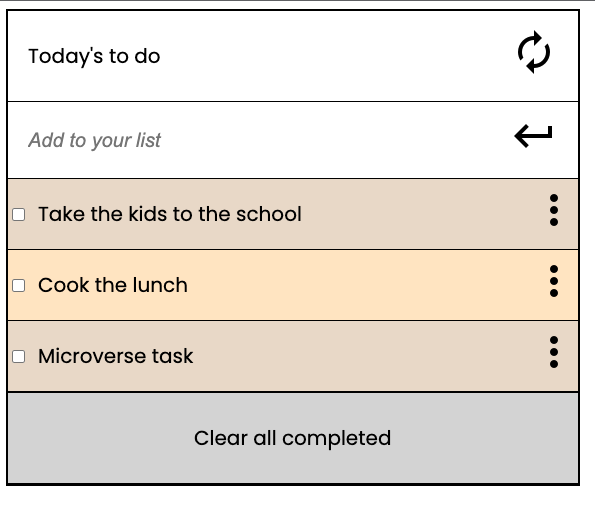 Today's to do
Add to your list
Take the kids to the school
Cook the lunch
Microverse task
Clear all completed